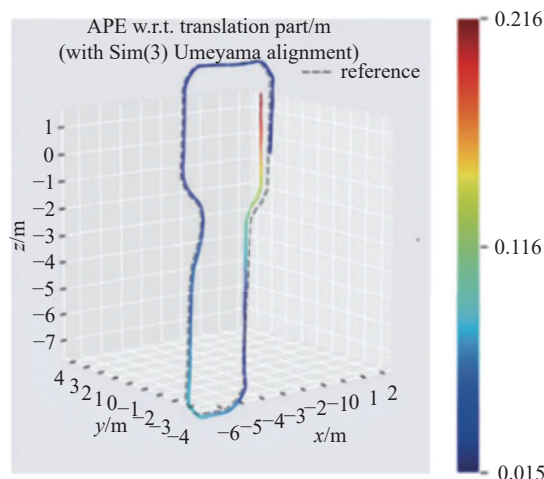 APE w.r.t. translation part/m
(with Sim(3) Umeyama alignment)
reference
0.216
0.116
0.015
1
0
−1
−2
−3
−4
−5
−6
−7
z/m
4 3 2 1 0 −1 −2 −3 −4
y/m
−6 −5 −4 −3 −2 −1 0 1 2
x/m